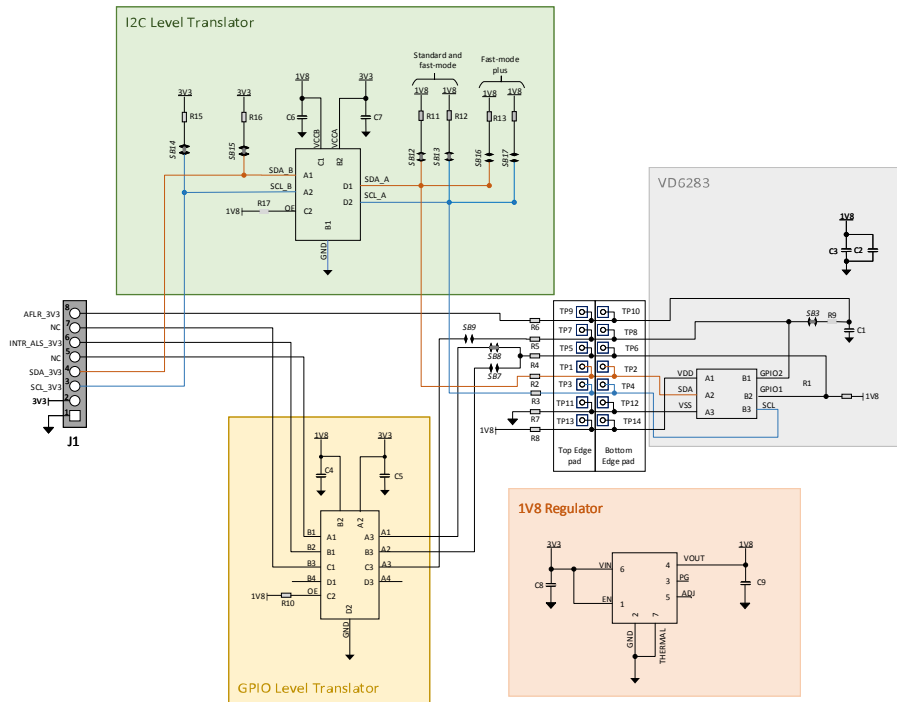 I2C Level Translator
Standard and
fast-mode
Fast-mode
plus
3V3
3V3
1V8
3V3
1V8
1V8
1V8
1V8
R15
R16
C6
C7
R11
R12
R13
VCCB
VCCA
SB14
SB15
SB12
SB13
SB16
SB17
C1
B2
SDA_B
A1
D1
SDA_A
SCL_B
A2
D2
SCL_A
1V8
R17
OE
C2
B1
GND
VDG283
1V8
C3
C2
SB3
R9
C1
AFLR_3V3
8
NC
7
INTR_ALS_3V3
6
NC
5
SDA_3V3
4
SCL_3V3
3
3V3
2
1
J1
SB9
SB8
SB7
R6
R5
R4
R2
R3
R7
R8
1V8
TP9
TP10
TP7
TP8
TP5
TP6
TP1
TP2
TP3
TP4
TP11
TP12
TP13
TP14
Top Edge
pad
Bottom
Edge pad
VDD
A1
B1
GPIO2
SDA
A2
B2
GPIO1
VSS
A3
B3
SCL
R1
1V8
1V8
3V3
C4
C5
B2
A2
B1
A1
A3
A1
B2
B1
B3
A2
B3
C1
C3
A3
B4
D1
D3
A4
1V8
R10
OE
C2
D2
GND
GPIO Level Translator
1V8 Regulator
3V3
1V8
VIN
6
4
VOUT
C8
3
PG
C9
EN
1
5
ADJ
2
7
GND
THERMAL